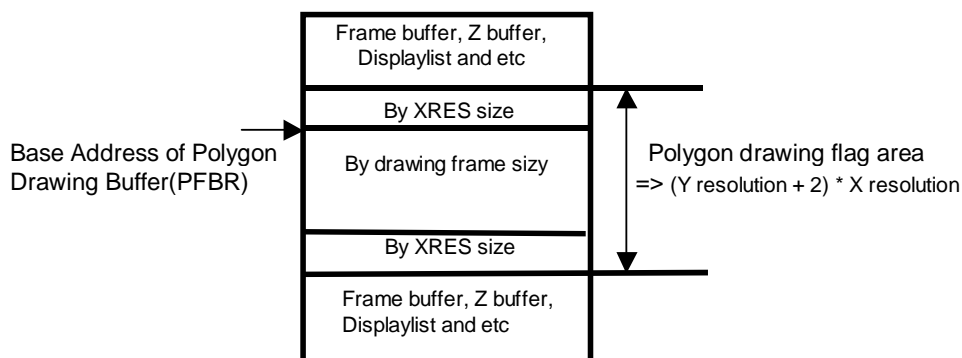 Frame buffer, Z buffer,
Displaylist and etc
By XRES size
Base Address of Polygon
Drawing Buffer(PFBR)
By drawing frame sizy
Polygon drawing flag area
=> (Y resolution + 2) * X resolution
By XRES size
Frame buffer, Z buffer,
Displaylist and etc